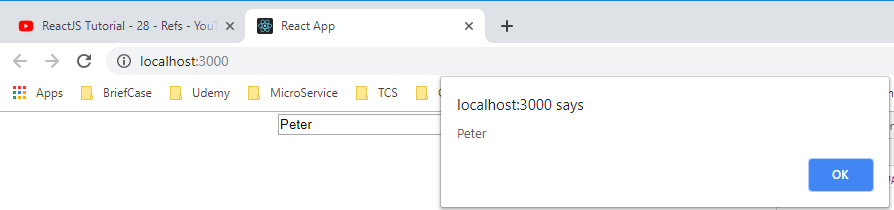 ReactJS Tutorial - 28 - Refs - You
React App
localhost:3000
Apps BriefCase Udemy MicroService TCS
localhost:3000 says
Peter
Peter
OK